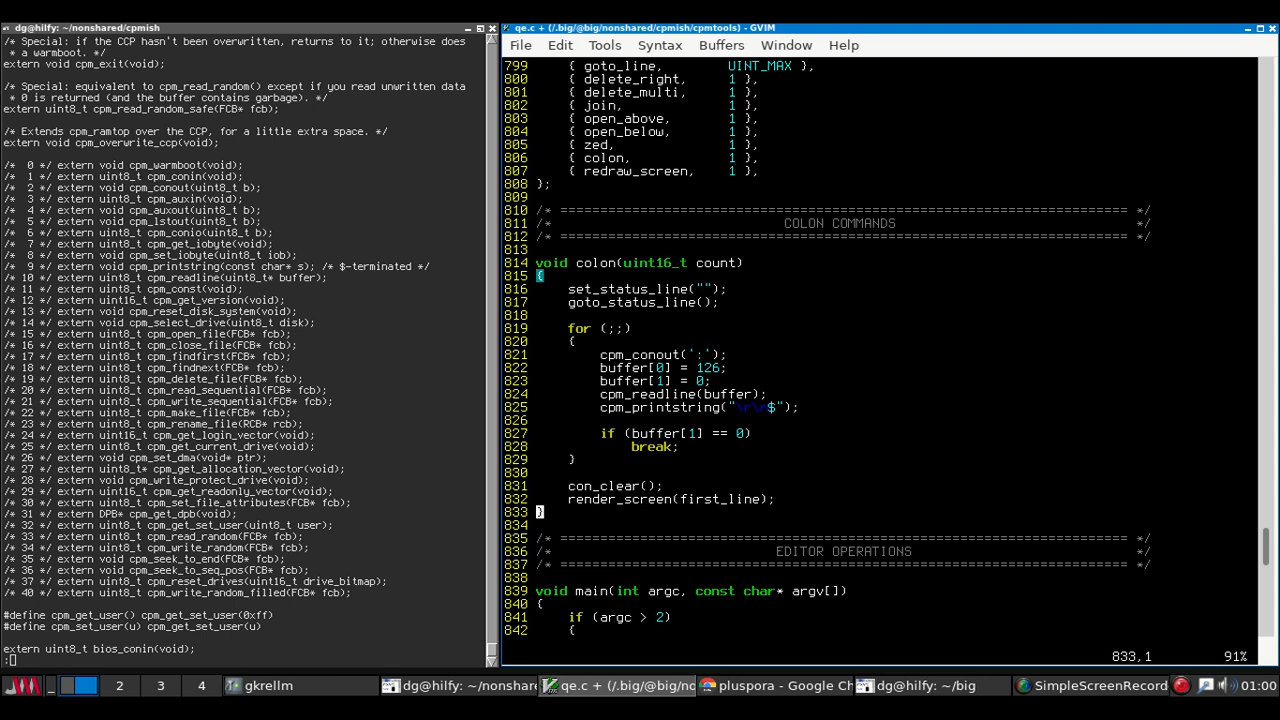 dg@hilfy: ~/nonshared/cpmish
/* Special: if the CCP hasn't been overwritten, returns to it; otherwise does
 * a warmboot. */
extern void cpm_exit(void);
/* Special: equivalent to cpm_read_random() except if you read unwritten data
 * 0 is returned (and the buffer contains garbage). */
extern uint8_t cpm_read_random_safe(FCB* fcb);
/* Extends cpm_ramtop over the CCP, for a little extra space. */
extern void cpm_overwrite_ccp(void);
/*  0 */ extern void cpm_warmboot(void);
/*  1 */ extern uint8_t cpm_conin(void);
/*  2 */ extern void cpm_conout(uint8_t b);
/*  3 */ extern uint8_t cpm_auxin(void);
/*  4 */ extern void cpm_auxout(uint8_t b);
/*  5 */ extern void cpm_lstout(uint8_t b);
/*  6 */ extern uint8_t cpm_conio(uint8_t b);
/*  7 */ extern uint8_t cpm_get_iobyte(void);
/*  8 */ extern void cpm_set_iobyte(uint8_t iob);
/*  9 */ extern void cpm_printstring(const char* s); /* $-terminated */
/* 10 */ extern void cpm_readline(uint8_t* buffer);
/* 11 */ extern uint8_t cpm_const(void);
/* 12 */ extern uint16_t cpm_get_version(void);
/* 13 */ extern void cpm_reset_disk_system(void);
/* 14 */ extern void cpm_select_drive(uint8_t disk);
/* 15 */ extern uint8_t cpm_open_file(FCB* fcb);
/* 16 */ extern uint8_t cpm_close_file(FCB* fcb);
/* 17 */ extern uint8_t cpm_findfirst(FCB* fcb);
/* 18 */ extern uint8_t cpm_findnext(FCB* fcb);
/* 19 */ extern uint8_t cpm_delete_file(FCB* fcb);
/* 20 */ extern uint8_t cpm_read_sequential(FCB* fcb);
/* 21 */ extern uint8_t cpm_write_sequential(FCB* fcb);
/* 22 */ extern uint8_t cpm_make_file(FCB* fcb);
/* 23 */ extern uint8_t cpm_rename_file(RCB* rcb);
/* 24 */ extern uint16_t cpm_get_login_vector(void);
/* 25 */ extern uint8_t cpm_get_current_drive(void);
/* 26 */ extern void cpm_set_dma(void* ptr);
/* 27 */ extern uint8_t* cpm_get_allocation_vector(void);
/* 28 */ extern void cpm_write_protect_drive(void);
/* 29 */ extern uint16_t cpm_get_readonly_vector(void);
/* 30 */ extern uint8_t cpm_set_file_attributes(FCB* fcb);
/* 31 */ extern DPB* cpm_get_dpb(void);
/* 32 */ extern uint8_t cpm_get_set_user(uint8_t user);
/* 33 */ extern uint8_t cpm_read_random(FCB* fcb);
/* 34 */ extern uint8_t cpm_write_random(FCB* fcb);
/* 35 */ extern void cpm_seek_to_end(FCB* fcb);
/* 36 */ extern void cpm_seek_to_seq_pos(FCB* fcb);
/* 37 */ extern uint8_t cpm_reset_drives(uint16_t drive_bitmap);
/* 40 */ extern uint8_t cpm_write_random_filled(FCB* fcb);
#define cpm_get_user() cpm_get_set_user(0xff)
#define cpm_set_user(u) cpm_get_set_user(u)
extern uint8_t bios_conin(void);
:
qe.c + (/.big/@big/nonshared/cpmish/cpmtools) - GVIM
File Edit Tools Syntax Buffers Window Help
799     { goto_line,        UINT_MAX },
800     { delete_right,     1 },
801     { delete_multi,     1 },
802     { join,             1 },
803     { open_above,       1 },
804     { open_below,       1 },
805     { zed,              1 },
806     { colon,            1 },
807     { redraw_screen,    1 },
808 };
809
810 /* ======================================================================= */
811 /*                             COLON COMMANDS                              */
812 /* ======================================================================= */
813
814 void colon(uint16_t count)
815 {
816     set_status_line("");
817     goto_status_line();
818
819     for (;;)
820     {
821         cpm_conout(':');
822         buffer[0] = 126;
823         buffer[1] = 0;
824         cpm_readline(buffer);
825         cpm_printstring("\r\n$");
826
827         if (buffer[1] == 0)
828             break;
829     }
830
831     con_clear();
832     render_screen(first_line);
833 }
834
835 /* ======================================================================= */
836 /*                            EDITOR OPERATIONS                            */
837 /* ======================================================================= */
838
839 void main(int argc, const char* argv[])
840 {
841     if (argc > 2)
842     {
833,1 91%
2 3 4 gkrellm dg@hilfy: ~/nonshare qe.c + (/.big/@big/no pluspora - Google Ch dg@hilfy: ~/big SimpleScreenRecord 01:00